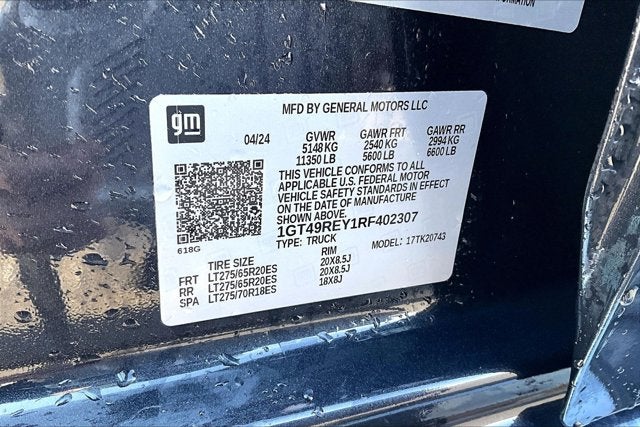 FORMATION
gm
MFD BY GENERAL MOTORS LLC
04/24 GVWR GAWR FRT GAWR RR
5148 KG 2540 KG 2994 KG
11350 LB 5600 LB 6600 LB
THIS VEHICLE CONFORMS TO ALL
APPLICABLE U.S. FEDERAL MOTOR
VEHICLE SAFETY STANDARDS IN EFFECT
ON THE DATE OF MANUFACTURE
SHOWN ABOVE.
1GT49REY1RF402307
TYPE: TRUCK MODEL: 17TK20743
618G
TIRE SIZE RIM
FRT LT275/65R20ES 20X8.5J
RR LT275/65R20ES 20X8.5J
SPA LT275/70R18ES 18X8J